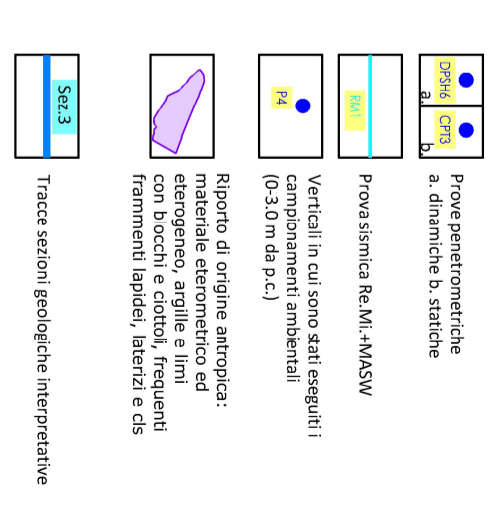 DPSH6 CPT3
a. b.
Prove penetrometriche
a. dinamiche b. statiche
RM1
Prova sismica Re.Mi.+MASW
P4
Verticali in cui sono stati eseguiti i
campionamenti ambientali
(0-3.0 m da p.c.)
Riporto di origine antropica:
materiale eterometrico ed
eterogeneo, argille e limi
con blocchi e ciottoli, frequenti
frammenti lapidei, laterizi e cls
Sez.3
Tracce sezioni geologiche interpretative